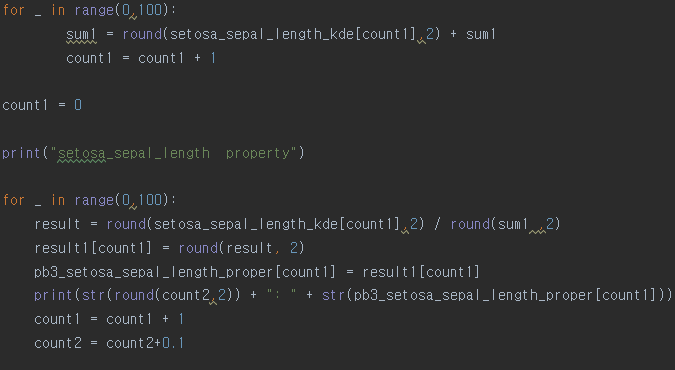 for _ in range(0,100):
        sum1 = round(setosa_sepal_length_kde[count1],2) + sum1
        count1 = count1 + 1
count1 = 0
print("setosa_sepal_length  property")
for _ in range(0,100):
    result = round(setosa_sepal_length_kde[count1],2) / round(sum1 ,2)
    result1[count1] = round(result, 2)
    pb3_setosa_sepal_length_proper[count1] = result1[count1]
    print(str(round(count2,2)) + ": " + str(pb3_setosa_sepal_length_proper[count1]))
    count1 = count1 + 1
    count2 = count2+0.1